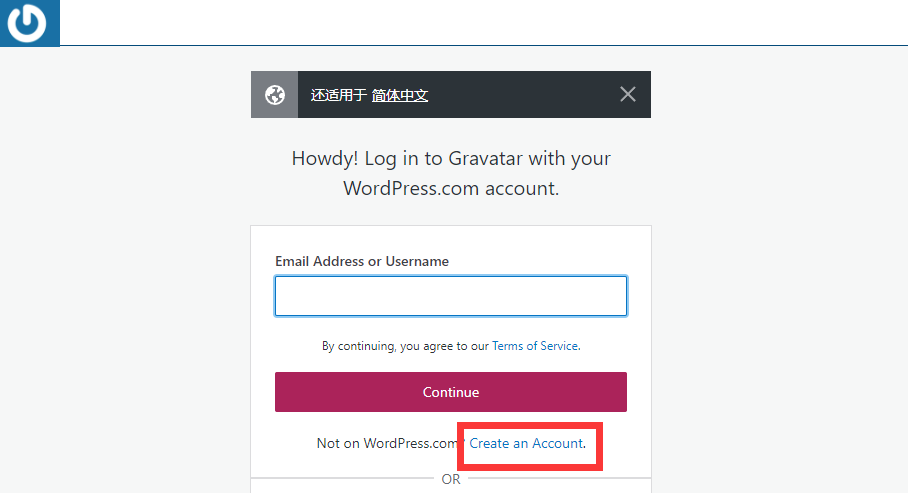 还适用于 简体中文
Howdy! Log in to Gravatar with your
WordPress.com account.
Email Address or Username
By continuing, you agree to our Terms of Service.
Continue
Not on WordPress.com? Create an Account.
OR